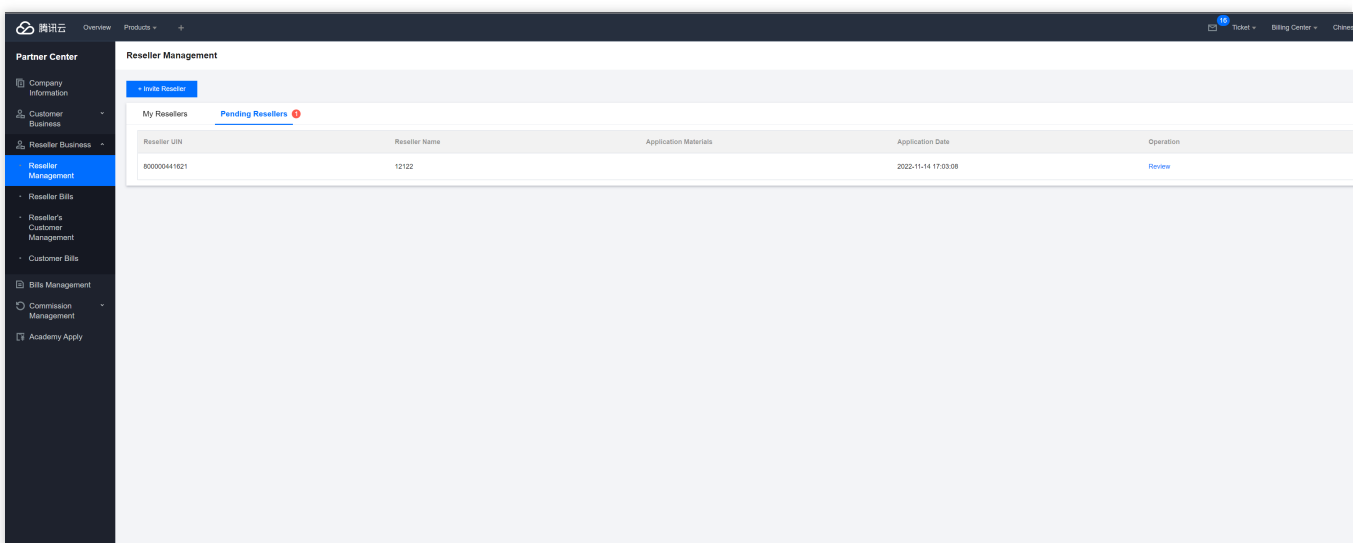 腾讯云 Overview Products + 16 Ticket Billing Center Chines
Partner Center
Reseller Management
Company
Information
+ Invite Reseller
Customer
Business
My Resellers Pending Resellers 1
Reseller Business
Reseller UIN Reseller Name Application Materials Application Date Operation
Reseller
Management
800000441621 12122 2022-11-14 17:03:08 Review
Reseller Bills
Reseller's
Customer
Management
Customer Bills
Bills Management
Commission
Management
Academy Apply